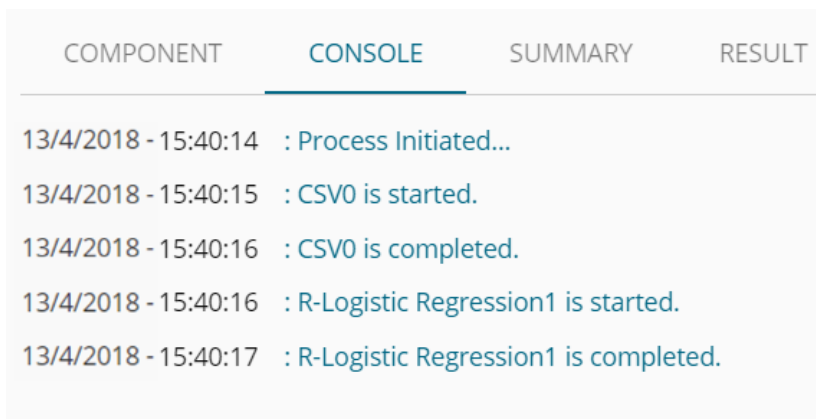 COMPONENT CONSOLE SUMMARY RESULT
13/4/2018 - 15:40:14 : Process Initiated...
13/4/2018 - 15:40:15 : CSV0 is started.
13/4/2018 - 15:40:16 : CSV0 is completed.
13/4/2018 - 15:40:16 : R-Logistic Regression1 is started.
13/4/2018 - 15:40:17 : R-Logistic Regression1 is completed.